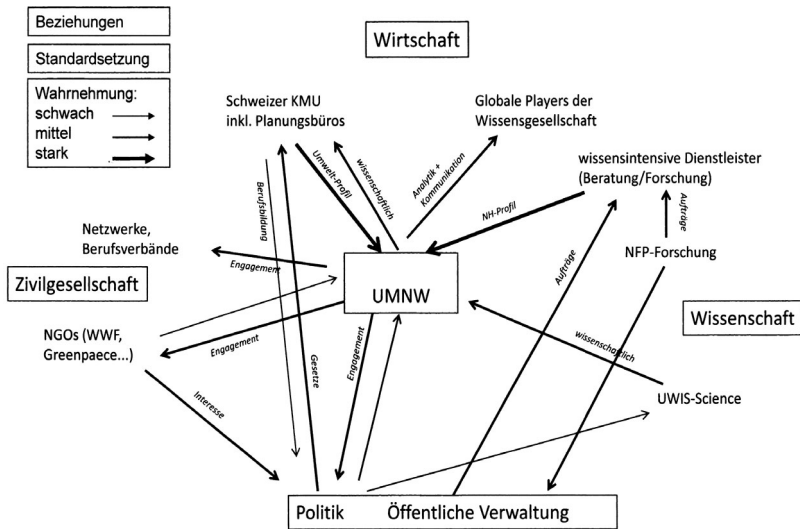 Beziehungen
Standardsetzung
Wahrnehmung:
schwach
mittel
stark
Wirtschaft
Schweizer KMU
inkl. Planungsbüros
Globale Players der
Wissensgesellschaft
wissensintensive Dienstleister
(Beratung/Forschung)
Umwelt-Profil
wissenschaftlich
Analytik +
Kommunikation
Berufsbildung
NH-Profil
Aufträge
NFP-Forschung
Netzwerke,
Berufsverbände
Engagement
Zivilgesellschaft
UMNW
Aufträge
Wissenschaft
NGOs (WWF,
Greenpaece...)
Engagement
Gesetze
Engagement
wissenschaftlich
Interesse
UWIS-Science
Politik Öffentliche Verwaltung